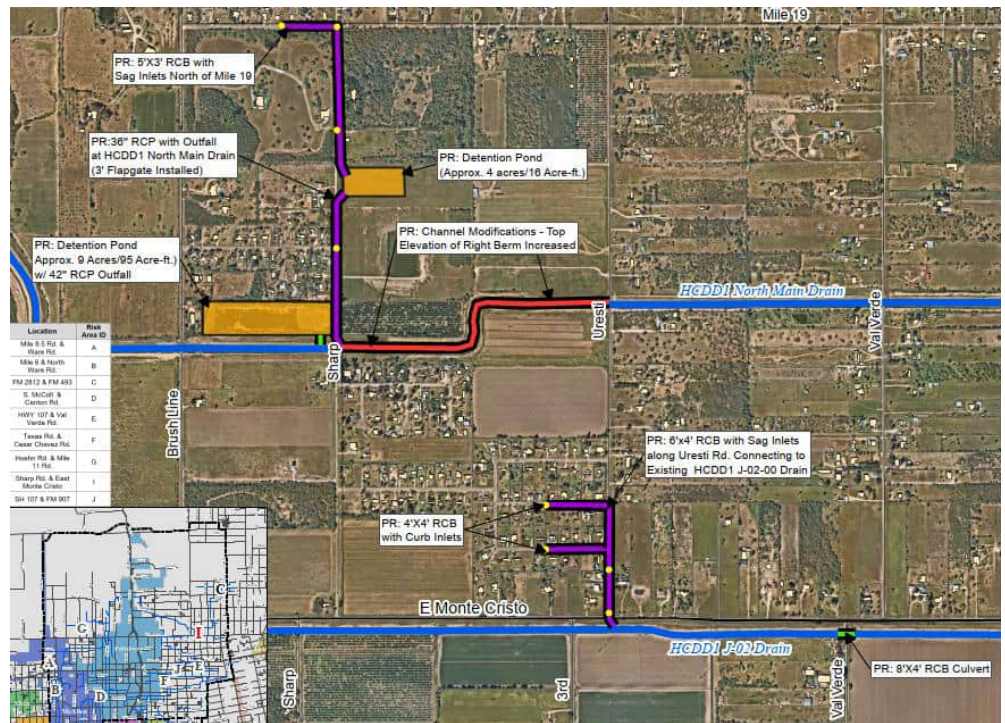 Mile 19
PR: 5'X3' RCB with
Sag Inlets North of Mile 19
PR:36" RCP with Outfall
at HCDD1 North Main Drain
(3' Flapgate Installed)
PR: Detention Pond
(Approx. 4 acres/16 Acre-ft.)
PR: Detention Pond
Approx. 9 Acres/95 Acre-ft.)
w/ 42" RCP Outfall
PR: Channel Modifications - Top
Elevation of Right Berm Increased
HCDD1 North Main Drain
Brush Line
Sharp
Uresti
Val Verde
Location Risk
Area ID
Mile 6 & North
Ware Rd. B
FM 2812 & FM 493 C
S. McColl &
Canton Rd. D
HWY 107 & Val
Verde Rd. E
Texas Rd. &
Cesar Chavez Rd. F
Hoehn Rd. & Mile
11 Rd. G
Sharp Rd. & East
Monte Cristo I
SH 107 & FM 907 J
PR: 6'x4' RCB with Sag Inlets
along Uresti Rd. Connecting to
Existing HCDD1 J-02-00 Drain
PR: 4'X4' RCB
with Curb Inlets
E Monte Cristo
HCDD1 J-02 Drain
PR: 8'X4' RCB Culvert
Sharp
3rd
Val Verde
C
G
I
A
J
E
B
D
F